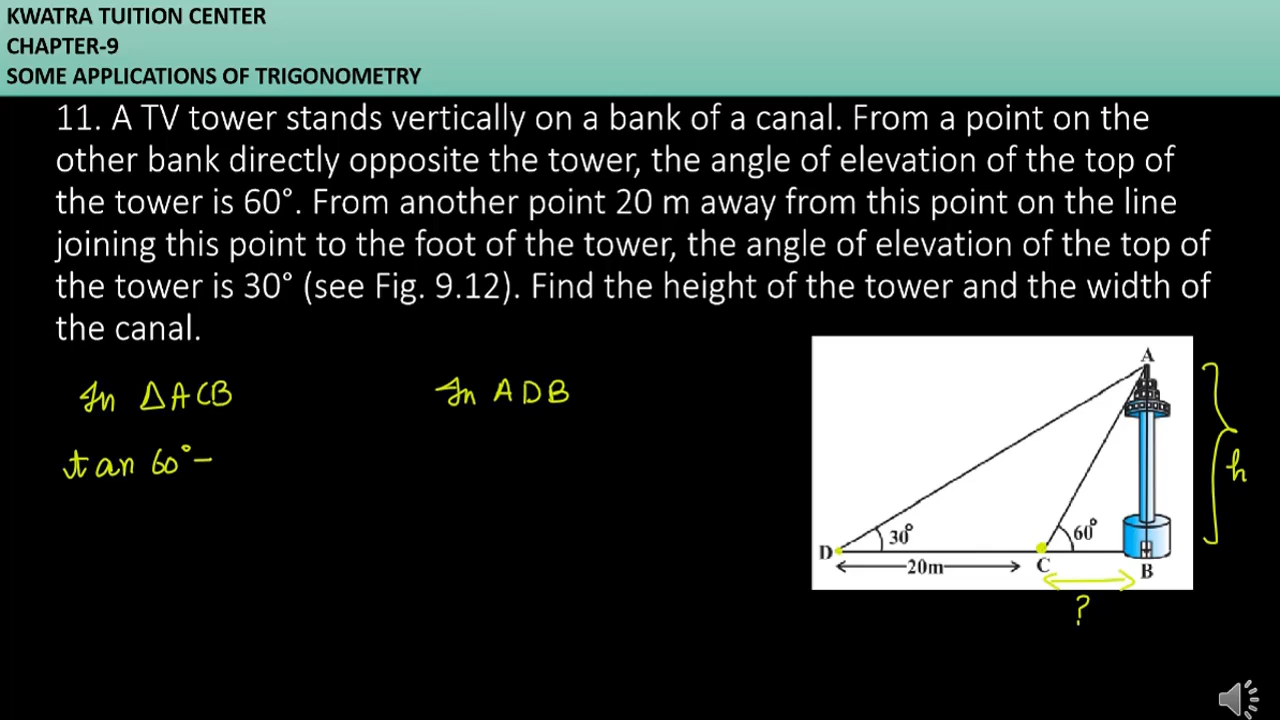 KWATRA TUITION CENTER
CHAPTER-9
SOME APPLICATIONS OF TRIGONOMETRY
11. A TV tower stands vertically on a bank of a canal. From a point on the
other bank directly opposite the tower, the angle of elevation of the top of
the tower is 60°. From another point 20 m away from this point on the line
joining this point to the foot of the tower, the angle of elevation of the top of
the tower is 30° (see Fig. 9.12). Find the height of the tower and the width of
the canal.
In ΔACB
In ADB
tan 60° =
A
h
30°
60°
D
20m
C
B
?